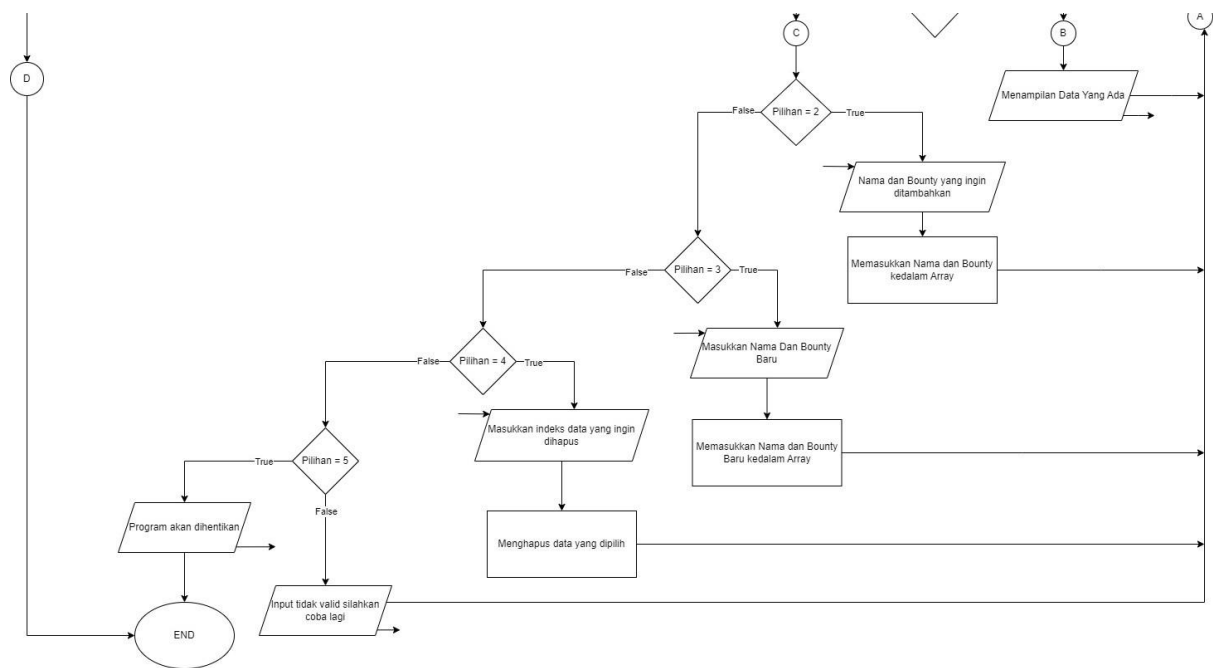 A
C
B
D
Menampilan Data Yang Ada
False
Pilihan = 2
True
Nama dan Bounty yang ingin
ditambahkan
Memasukkan Nama dan Bounty
kedalam Array
False
Pilihan = 3
True
Masukkan Nama Dan Bounty
Baru
False
Pilihan = 4
True
Masukkan indeks data yang ingin
dihapus
Memasukkan Nama dan Bounty
Baru kedalam Array
True
Pilihan = 5
False
Program akan dihentikan
Menghapus data yang dipilih
Input tidak valid silahkan
coba lagi
END